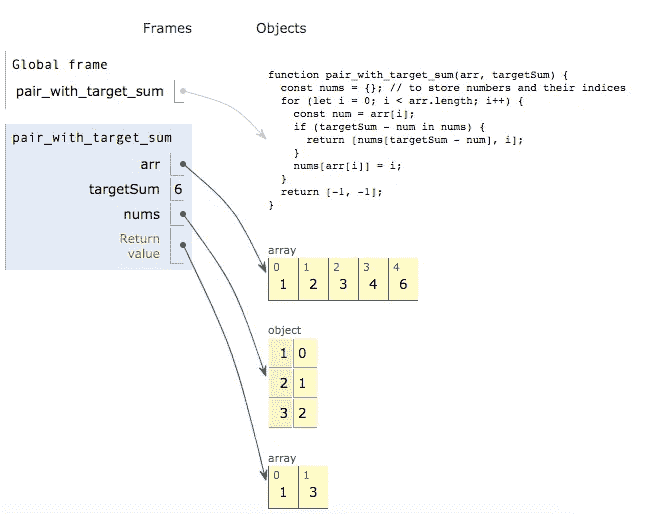 Frames Objects
Global frame
pair_with_target_sum
function pair_with_target_sum(arr, targetSum) {
const nums = {}; // to store numbers and their indices
for (let i = 0; i < arr.length; i++) {
const num = arr[i];
if (targetSum - num in nums) {
return [nums[targetSum - num], i];
}
nums[arr[i]] = i;
}
return [-1, -1];
}
pair_with_target_sum
arr
targetSum 6
nums
Return
value
array
0 1 2 3 4
1 2 3 4 6
object
1 0
2 1
3 2
array
0 1
1 3